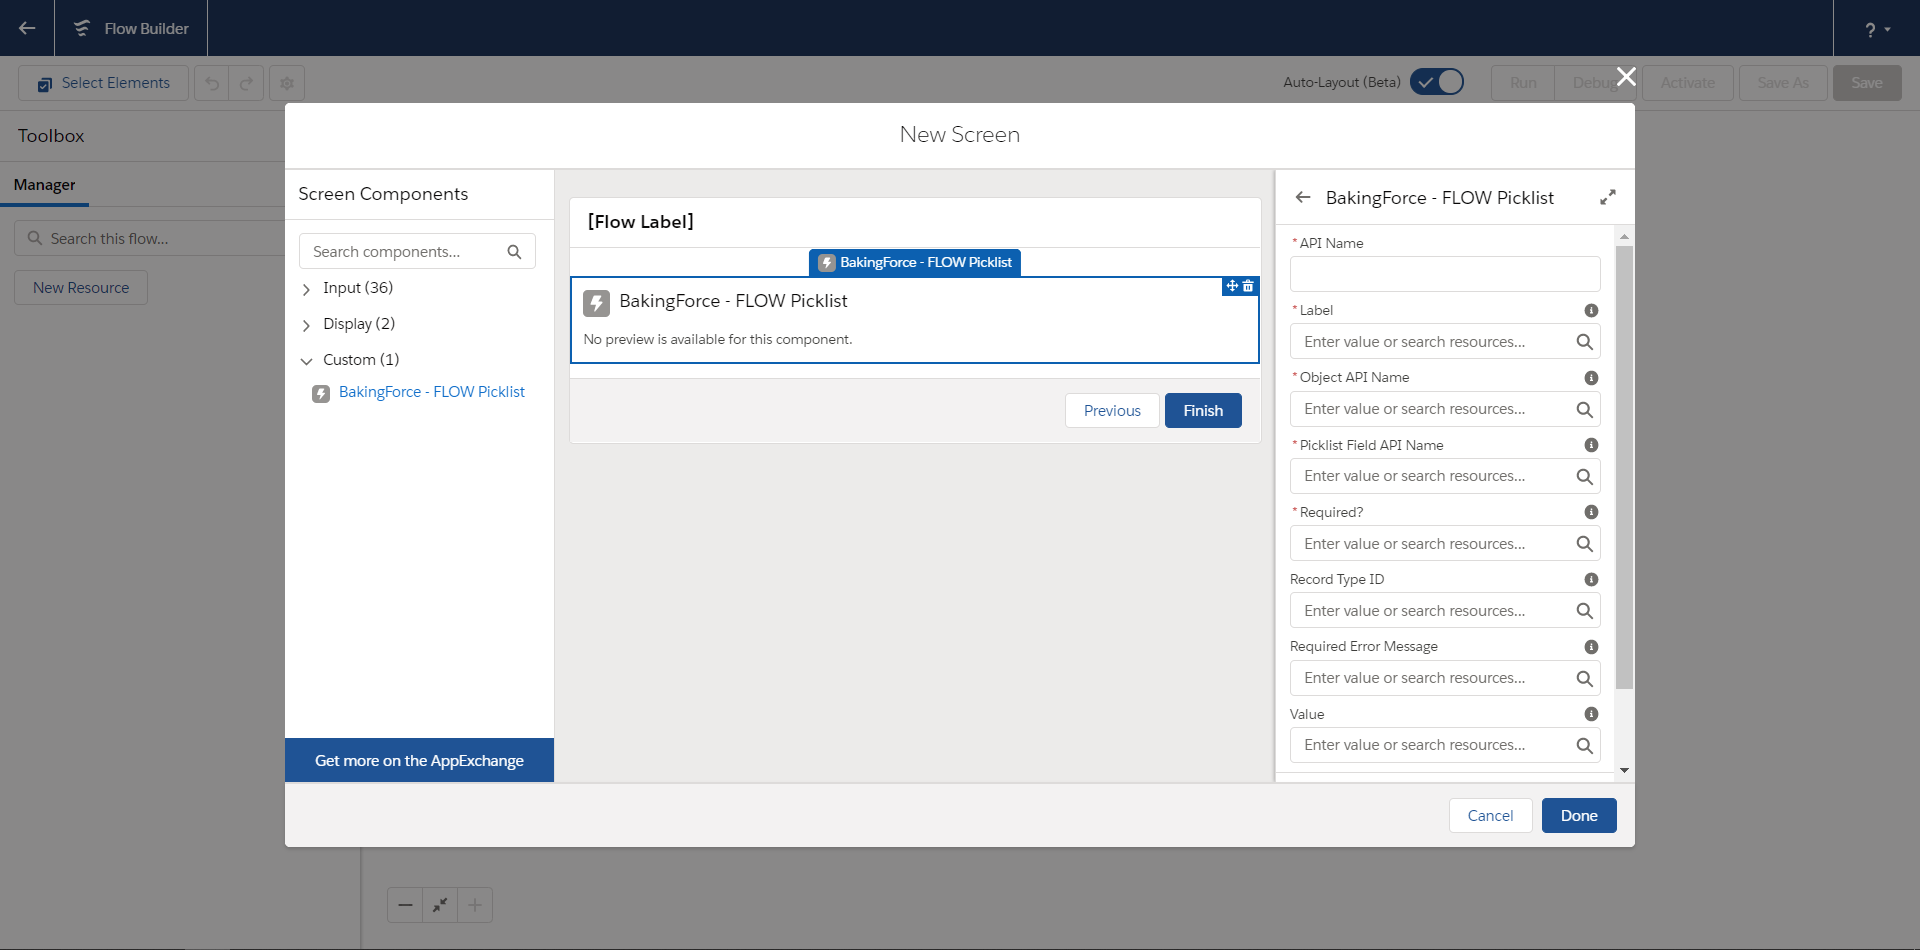 Flow Builder
?
Select Elements
Auto-Layout (Beta)
Run
Debug
Activate
Save As
Save
Toolbox
Manager
Search this flow...
New Resource
New Screen
Screen Components
Search components...
Input (36)
Display (2)
Custom (1)
BakingForce - FLOW Picklist
Get more on the AppExchange
[Flow Label]
BakingForce - FLOW Picklist
BakingForce - FLOW Picklist
No preview is available for this component.
Previous
Finish
BakingForce - FLOW Picklist
*API Name
*Label
Enter value or search resources...
*Object API Name
Enter value or search resources...
*Picklist Field API Name
Enter value or search resources...
*Required?
Enter value or search resources...
Record Type ID
Enter value or search resources...
Required Error Message
Enter value or search resources...
Value
Enter value or search resources...
Cancel
Done